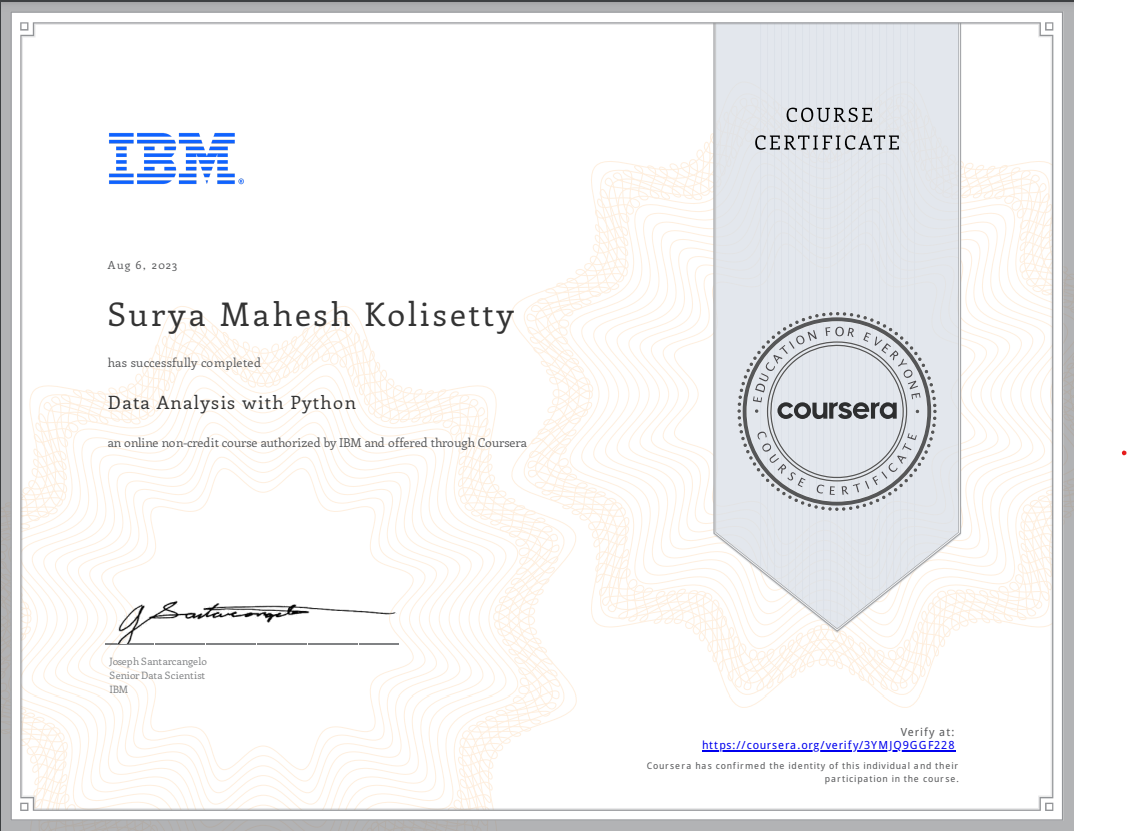 COURSE
CERTIFICATE
IBM®
Aug 6, 2023
Surya Mahesh Kolisetty
has successfully completed
Data Analysis with Python
an online non-credit course authorized by IBM and offered through Coursera
EDUCATION FOR EVERYONE
coursera
COURSE CERTIFICATE
J Santarcangelo
Joseph Santarcangelo
Senior Data Scientist
IBM
Verify at:
https://coursera.org/verify/3YMJQ9GGF228
Coursera has confirmed the identity of this individual and their
participation in the course.